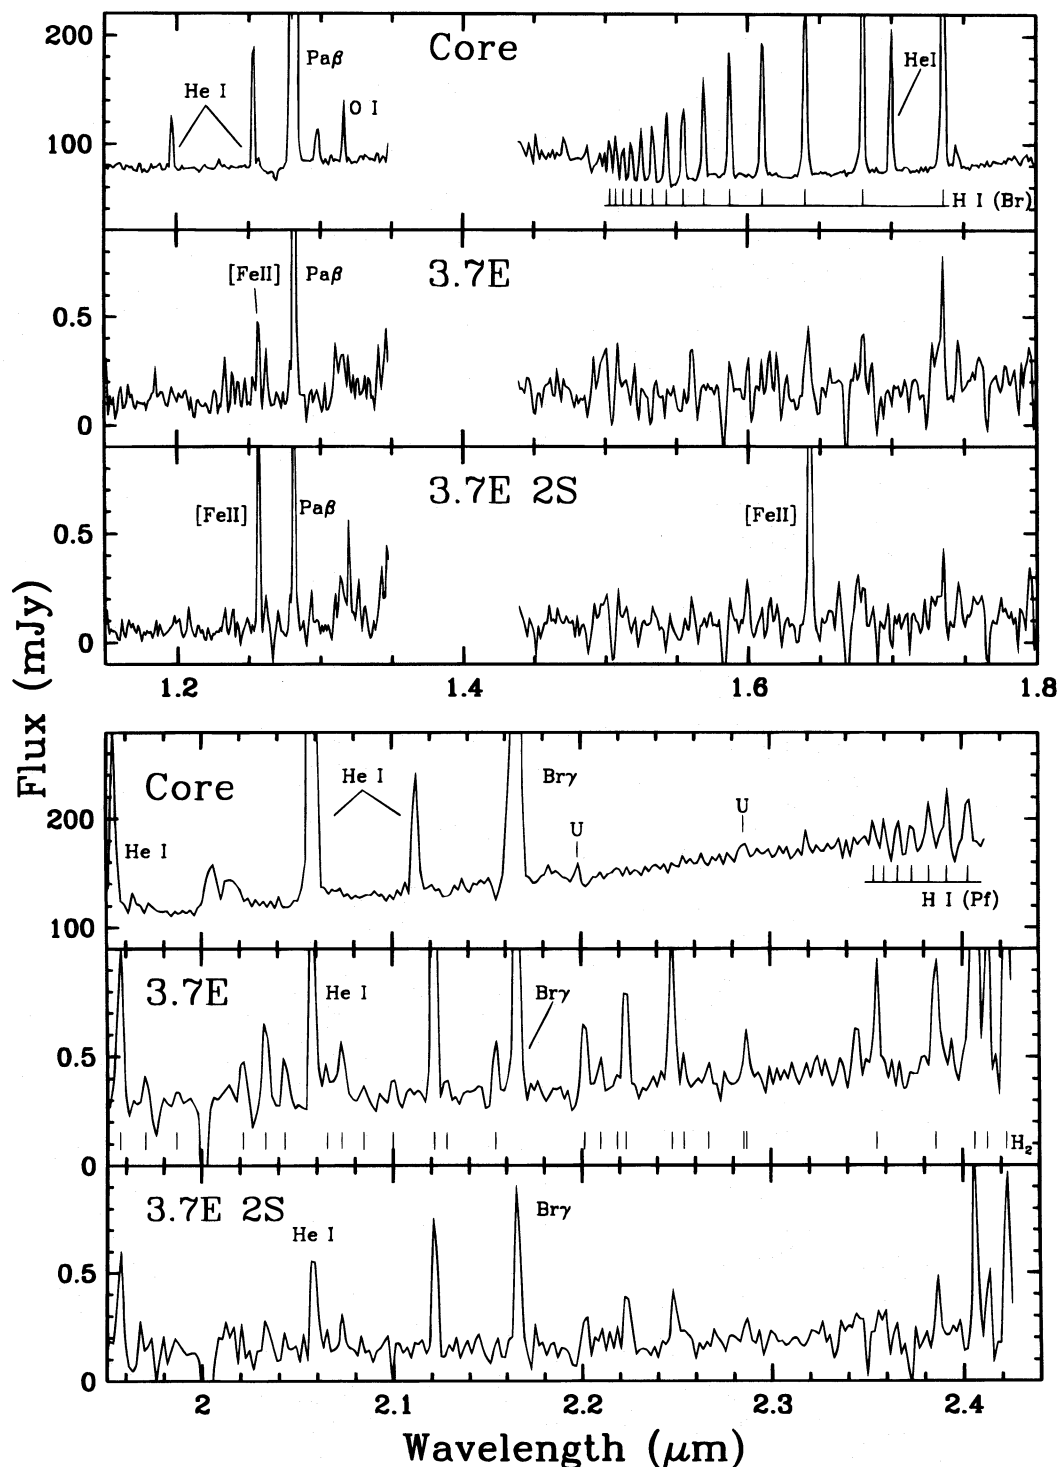 200
100
Core
He I
Paβ
O I
HeI
H I (Br)
0.5
0
3.7E
[FeII]
Paβ
0.5
0
3.7E 2S
[FeII]
Paβ
[FeII]
1.2
1.4
1.6
1.8
Flux (mJy)
200
100
Core
He I
He I
Brγ
U
U
H I (Pf)
0.5
0
3.7E
He I
Brγ
H₂
0.5
0
3.7E 2S
He I
Brγ
2
2.1
2.2
2.3
2.4
Wavelength (μm)